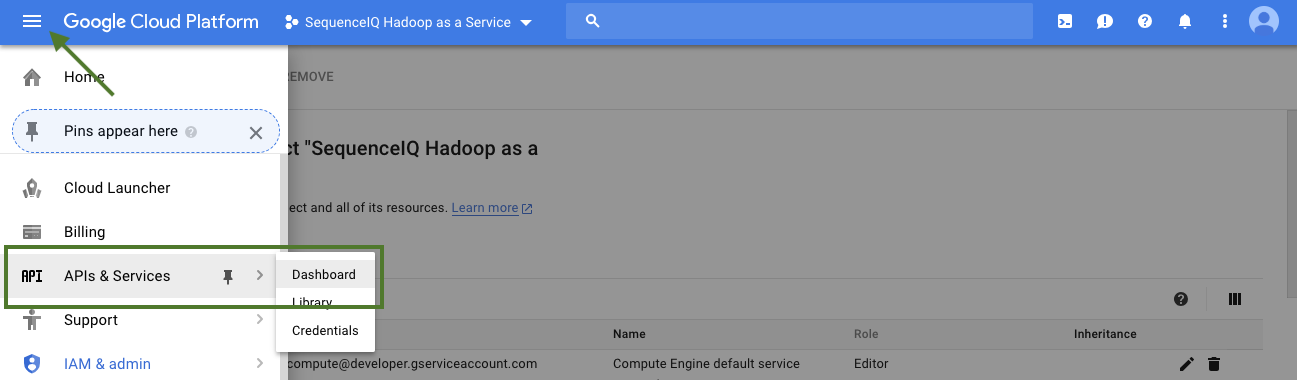 Google Cloud Platform
SequenceIQ Hadoop as a Service
Home
REMOVE
Pins appear here
ct "SequenceIQ Hadoop as a
Cloud Launcher
ect and all of its resources. Learn more
Billing
API APIs & Services
Dashboard
Library
Credentials
Support
Name Role Inheritance
IAM & admin
compute@developer.gserviceaccount.com Compute Engine default service Editor